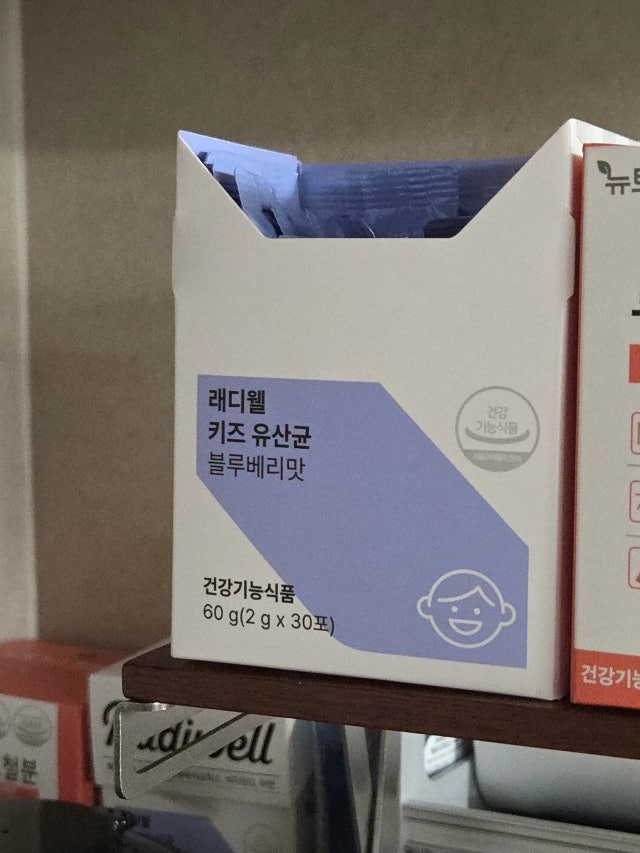 래디웰
키즈 유산균
블루베리맛
건강
기능식품
건강기능식품
60 g(2 g x 30포)
뉴트
건강기능
Radiwell
철분